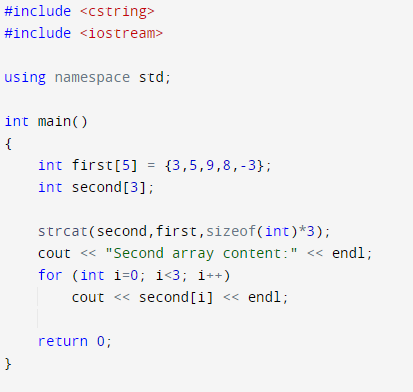 #include <cstring>
#include <iostream>
using namespace std;
int main()
{
int first[5] = {3,5,9,8,-3};
int second[3];
strcat(second,first,sizeof(int)*3);
cout << "Second array content:" << endl;
for (int i=0; i<3; i++)
cout << second[i] << endl;
return 0;
}